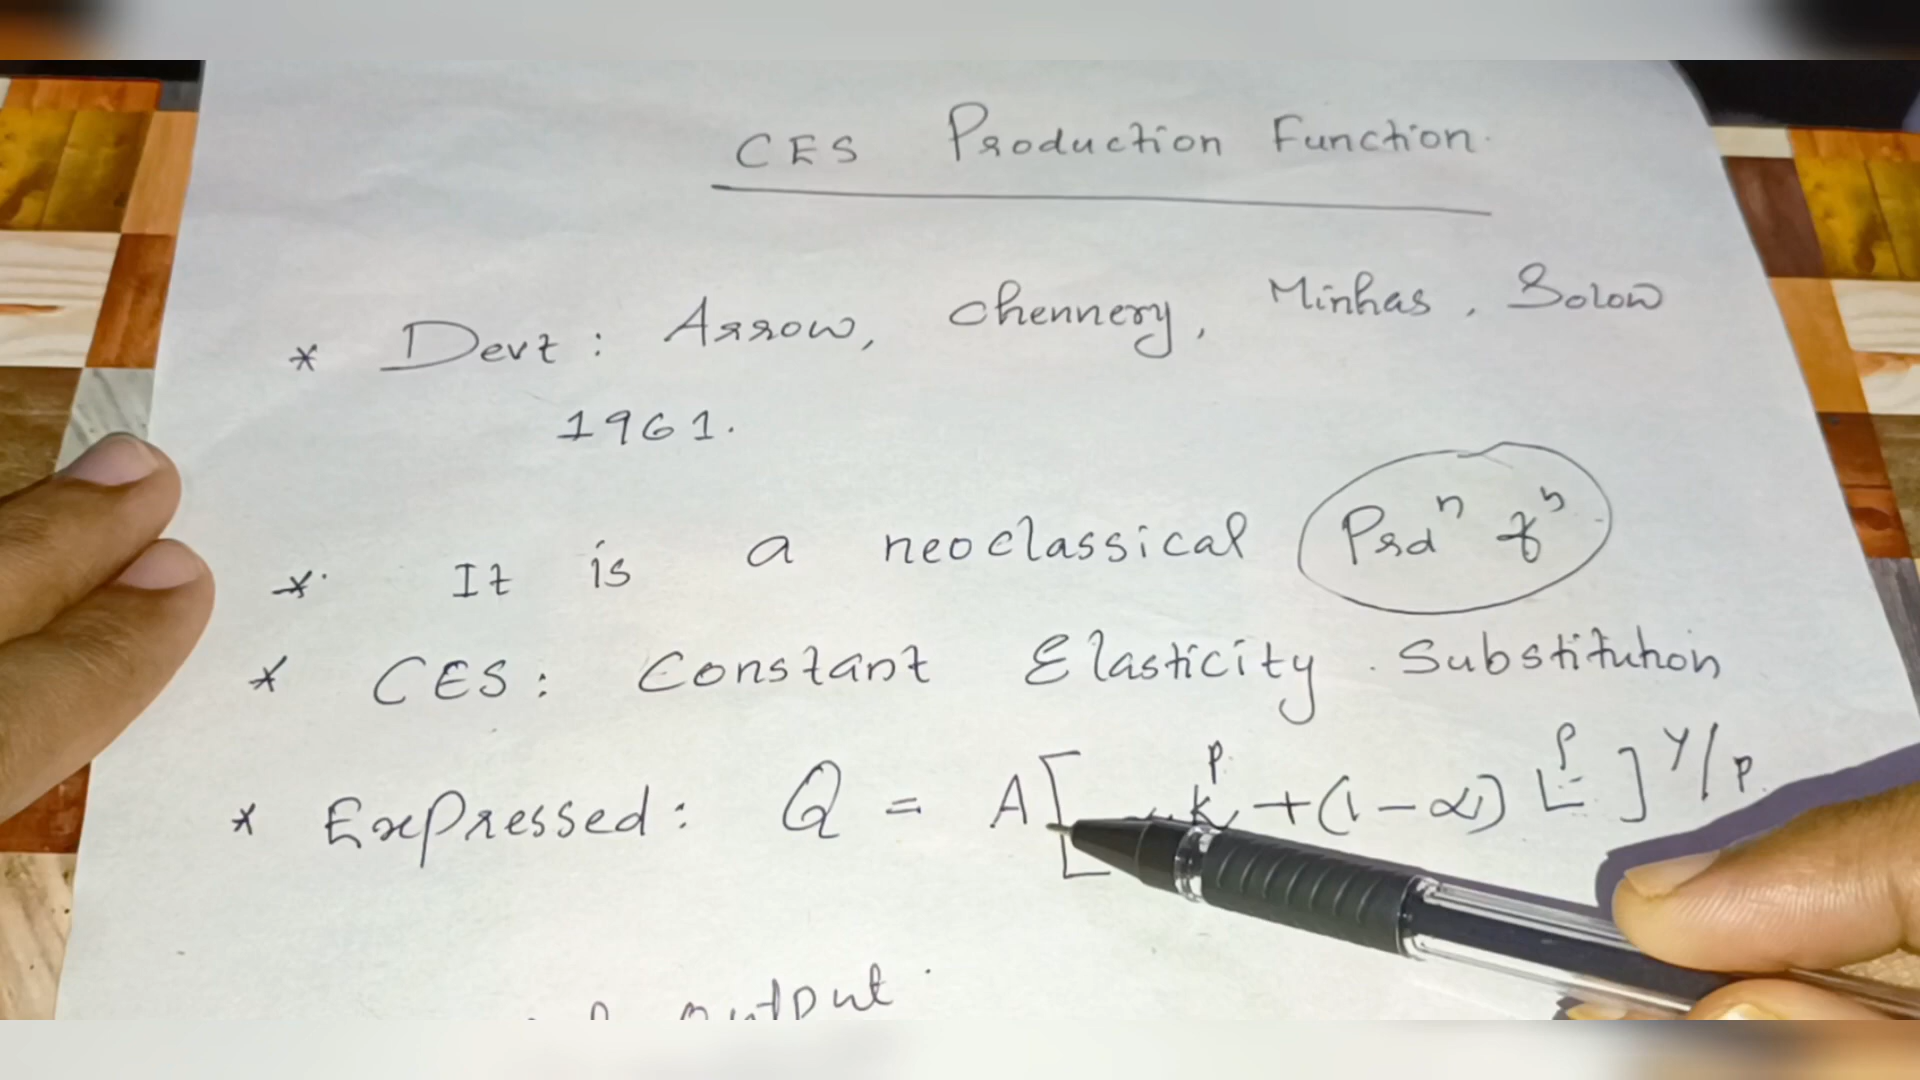 CES Production Function.
* Devt : Arrow, Chennery, Minhas, Solow
1961.
* It is a neoclassical Prdⁿ fⁿ
* CES : Constant Elasticity Substitution
* Expressed : Q = A[ K^ρ + (1 - α) L^ρ ]^γ/ρ
output